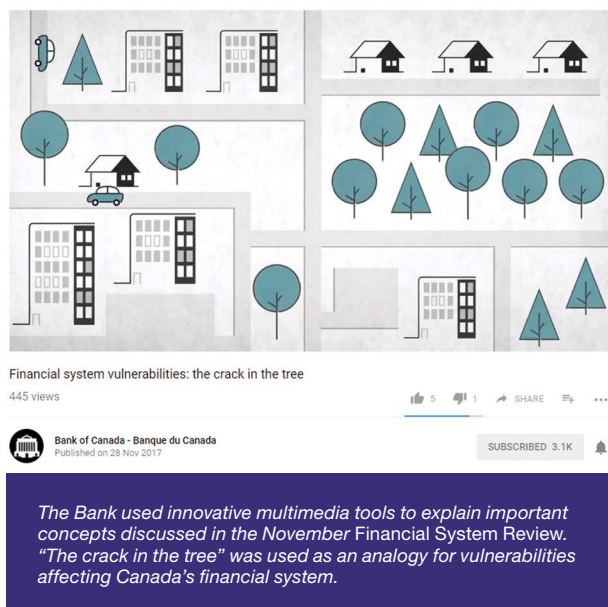 Financial system vulnerabilities: the crack in the tree
445 views
5 1 SHARE
Bank of Canada - Banque du Canada
Published on 28 Nov 2017
SUBSCRIBED 3.1K
The Bank used innovative multimedia tools to explain important
concepts discussed in the November Financial System Review.
“The crack in the tree” was used as an analogy for vulnerabilities
affecting Canada’s financial system.